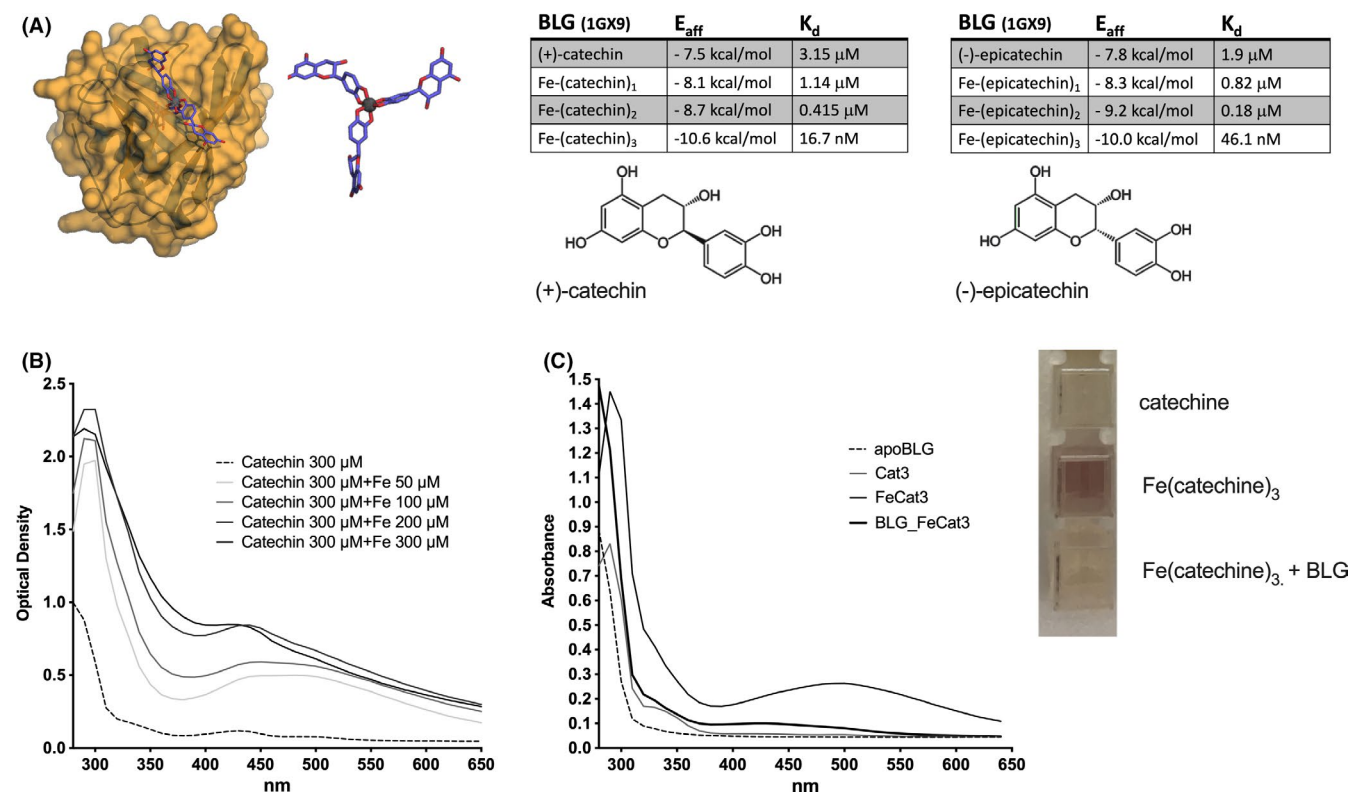 (A)
BLG (1GX9) Eaff Kd
(+)-catechin - 7.5 kcal/mol 3.15 µM
Fe-(catechin)1 - 8.1 kcal/mol 1.14 µM
Fe-(catechin)2 - 8.7 kcal/mol 0.415 µM
Fe-(catechin)3 -10.6 kcal/mol 16.7 nM
BLG (1GX9) Eaff Kd
(-)-epicatechin - 7.8 kcal/mol 1.9 µM
Fe-(epicatechin)1 - 8.3 kcal/mol 0.82 µM
Fe-(epicatechin)2 - 9.2 kcal/mol 0.18 µM
Fe-(epicatechin)3 -10.0 kcal/mol 46.1 nM
OH
OH
HO
O
OH
OH
(+)-catechin
OH
OH
HO
O
OH
OH
(-)-epicatechin
(B)
2.5
2.0
1.5
1.0
0.5
0.0
Optical Density
Catechin 300 µM
Catechin 300 µM+Fe 50 µM
Catechin 300 µM+Fe 100 µM
Catechin 300 µM+Fe 200 µM
Catechin 300 µM+Fe 300 µM
300 350 400 450 500 550 600 650
nm
(C)
1.5
1.4
1.3
1.2
1.1
1.0
0.9
0.8
0.7
0.6
0.5
0.4
0.3
0.2
0.1
0.0
Absorbance
apoBLG
Cat3
FeCat3
BLG_FeCat3
300 350 400 450 500 550 600 650
nm
catechine
Fe(catechine)3
Fe(catechine)3. + BLG